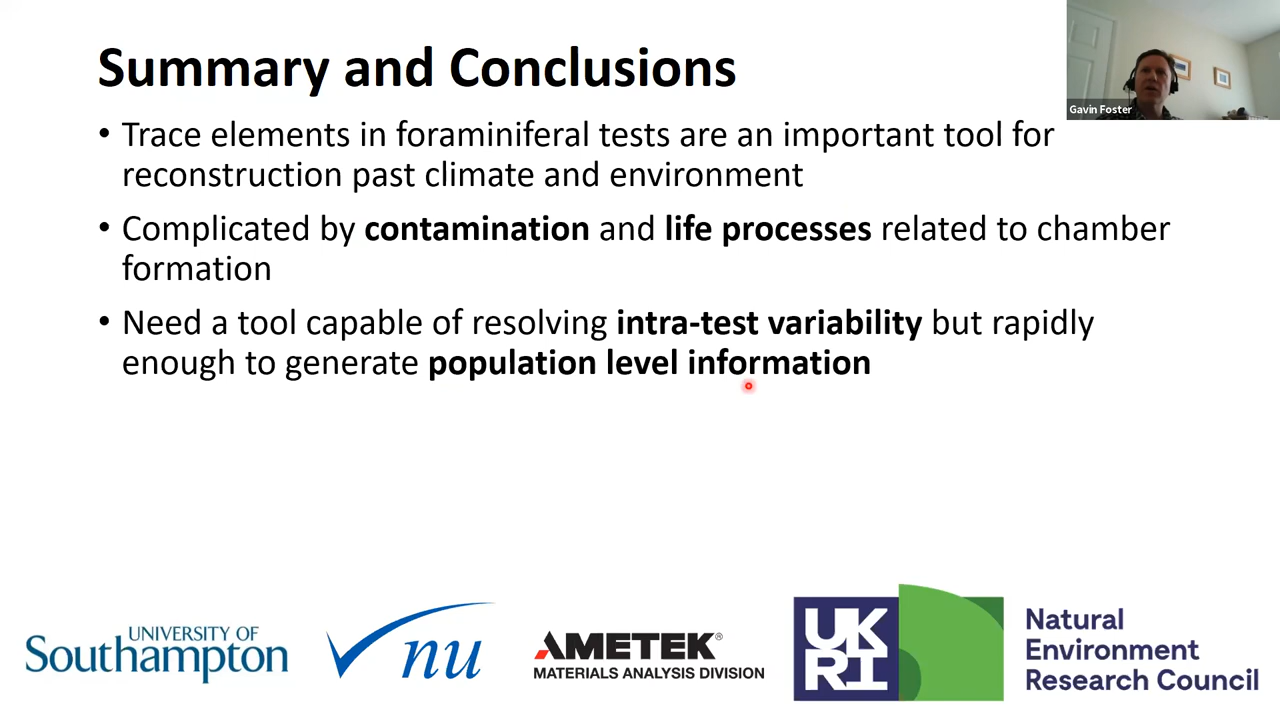 Summary and Conclusions
Gavin Foster
• Trace elements in foraminiferal tests are an important tool for
reconstruction past climate and environment
• Complicated by contamination and life processes related to chamber
formation
• Need a tool capable of resolving intra-test variability but rapidly
enough to generate population level information
UNIVERSITY OF
Southampton
nu
AMETEK®
MATERIALS ANALYSIS DIVISION
UK
RI
Natural
Environment
Research Council